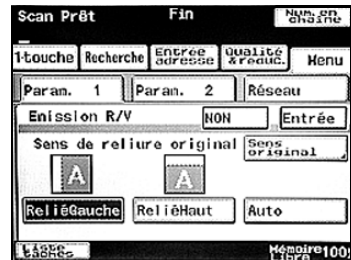 Scan Prêt Fin Num.en chaîne
1-touche Recherche Entrée adresse Qualité &réduc. Menu
Param. 1 Param. 2 Réseau
Emission R/V NON Entrée
Sens de reliure original Sens original
A A
ReliéGauche ReliéHaut Auto
Liste tâches Mémoire Libre 100